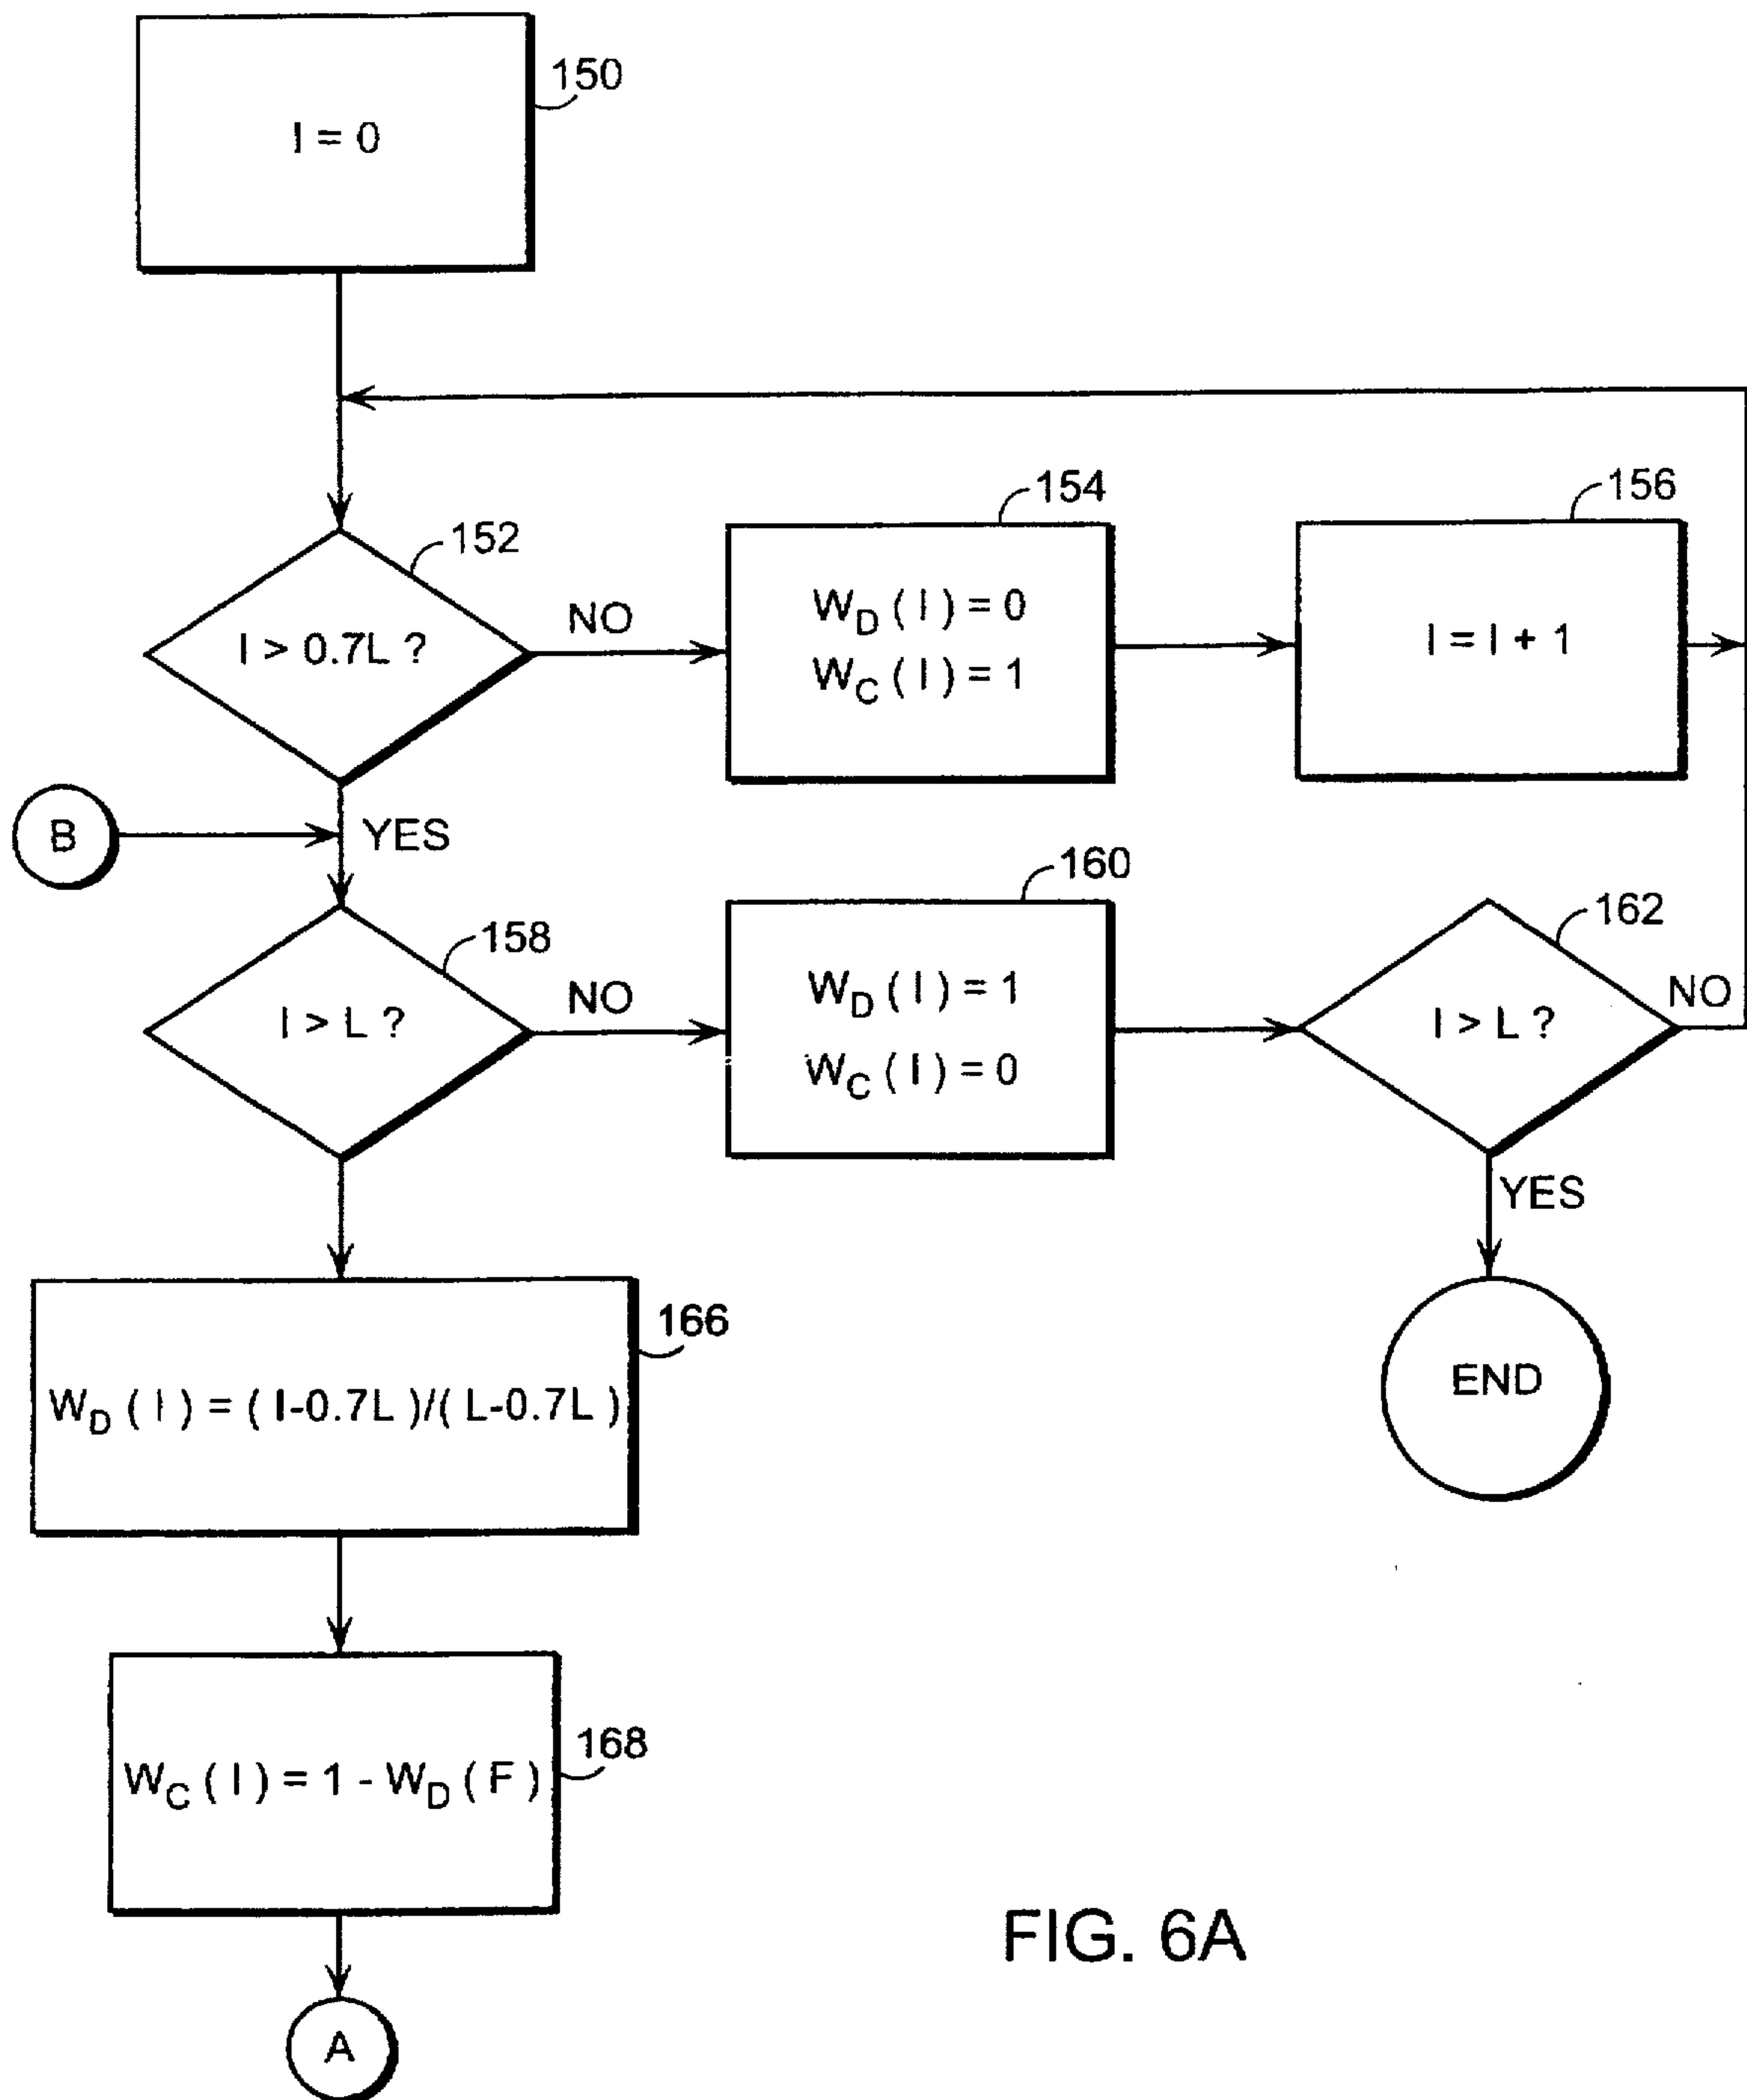 150
I = 0
152
I > 0.7L ?
NO
154
W_D ( I ) = 0
W_C ( I ) = 1
156
I = I + 1
B
YES
158
I > L ?
NO
160
W_D ( I ) = 1
W_C ( I ) = 0
162
I > L ?
NO
YES
END
166
W_D ( I ) = ( I-0.7L )/( L-0.7L )
168
W_C ( I ) = 1 - W_D ( F )
A
FIG. 6A